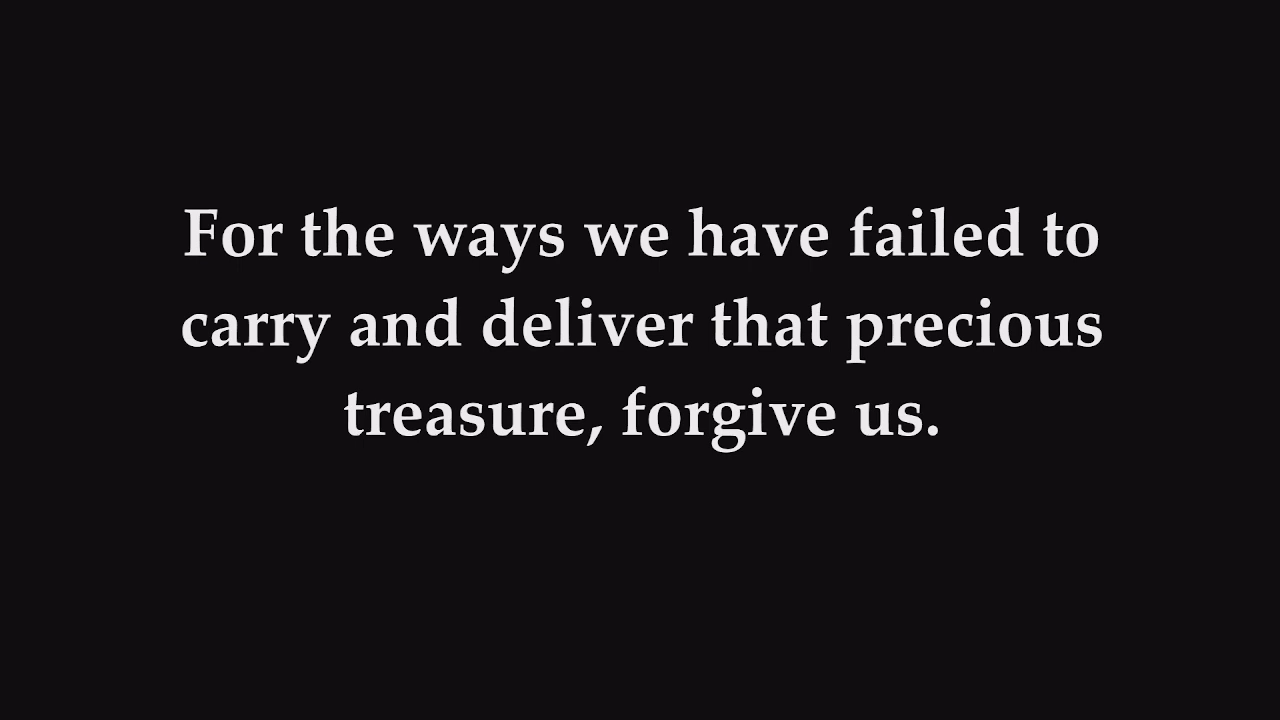 For the ways we have failed to
carry and deliver that precious
treasure, forgive us.